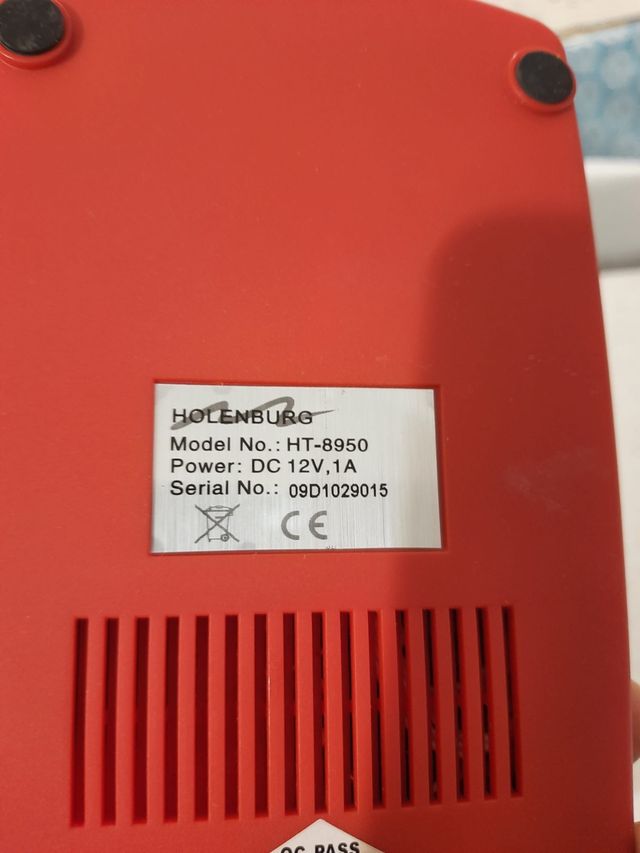 HOLENBURG
Model No.: HT-8950
Power: DC 12V,1A
Serial No.: 09D1029015
CE
QC PASS